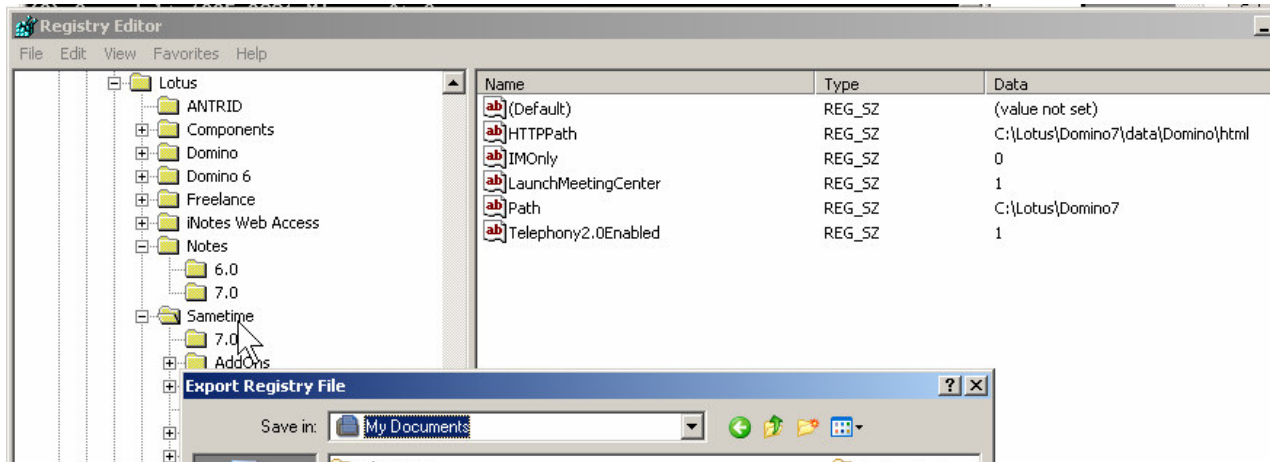 Registry Editor
File Edit View Favorites Help
Lotus
ANTRID
Components
Domino
Domino 6
Freelance
iNotes Web Access
Notes
6.0
7.0
Sametime
7.0
AddOns
Name Type Data
(Default) REG_SZ (value not set)
HTTPPath REG_SZ C:\Lotus\Domino7\data\Domino\html
IMOnly REG_SZ 0
LaunchMeetingCenter REG_SZ 1
Path REG_SZ C:\Lotus\Domino7
Telephony2.0Enabled REG_SZ 1
Export Registry File
Save in: My Documents